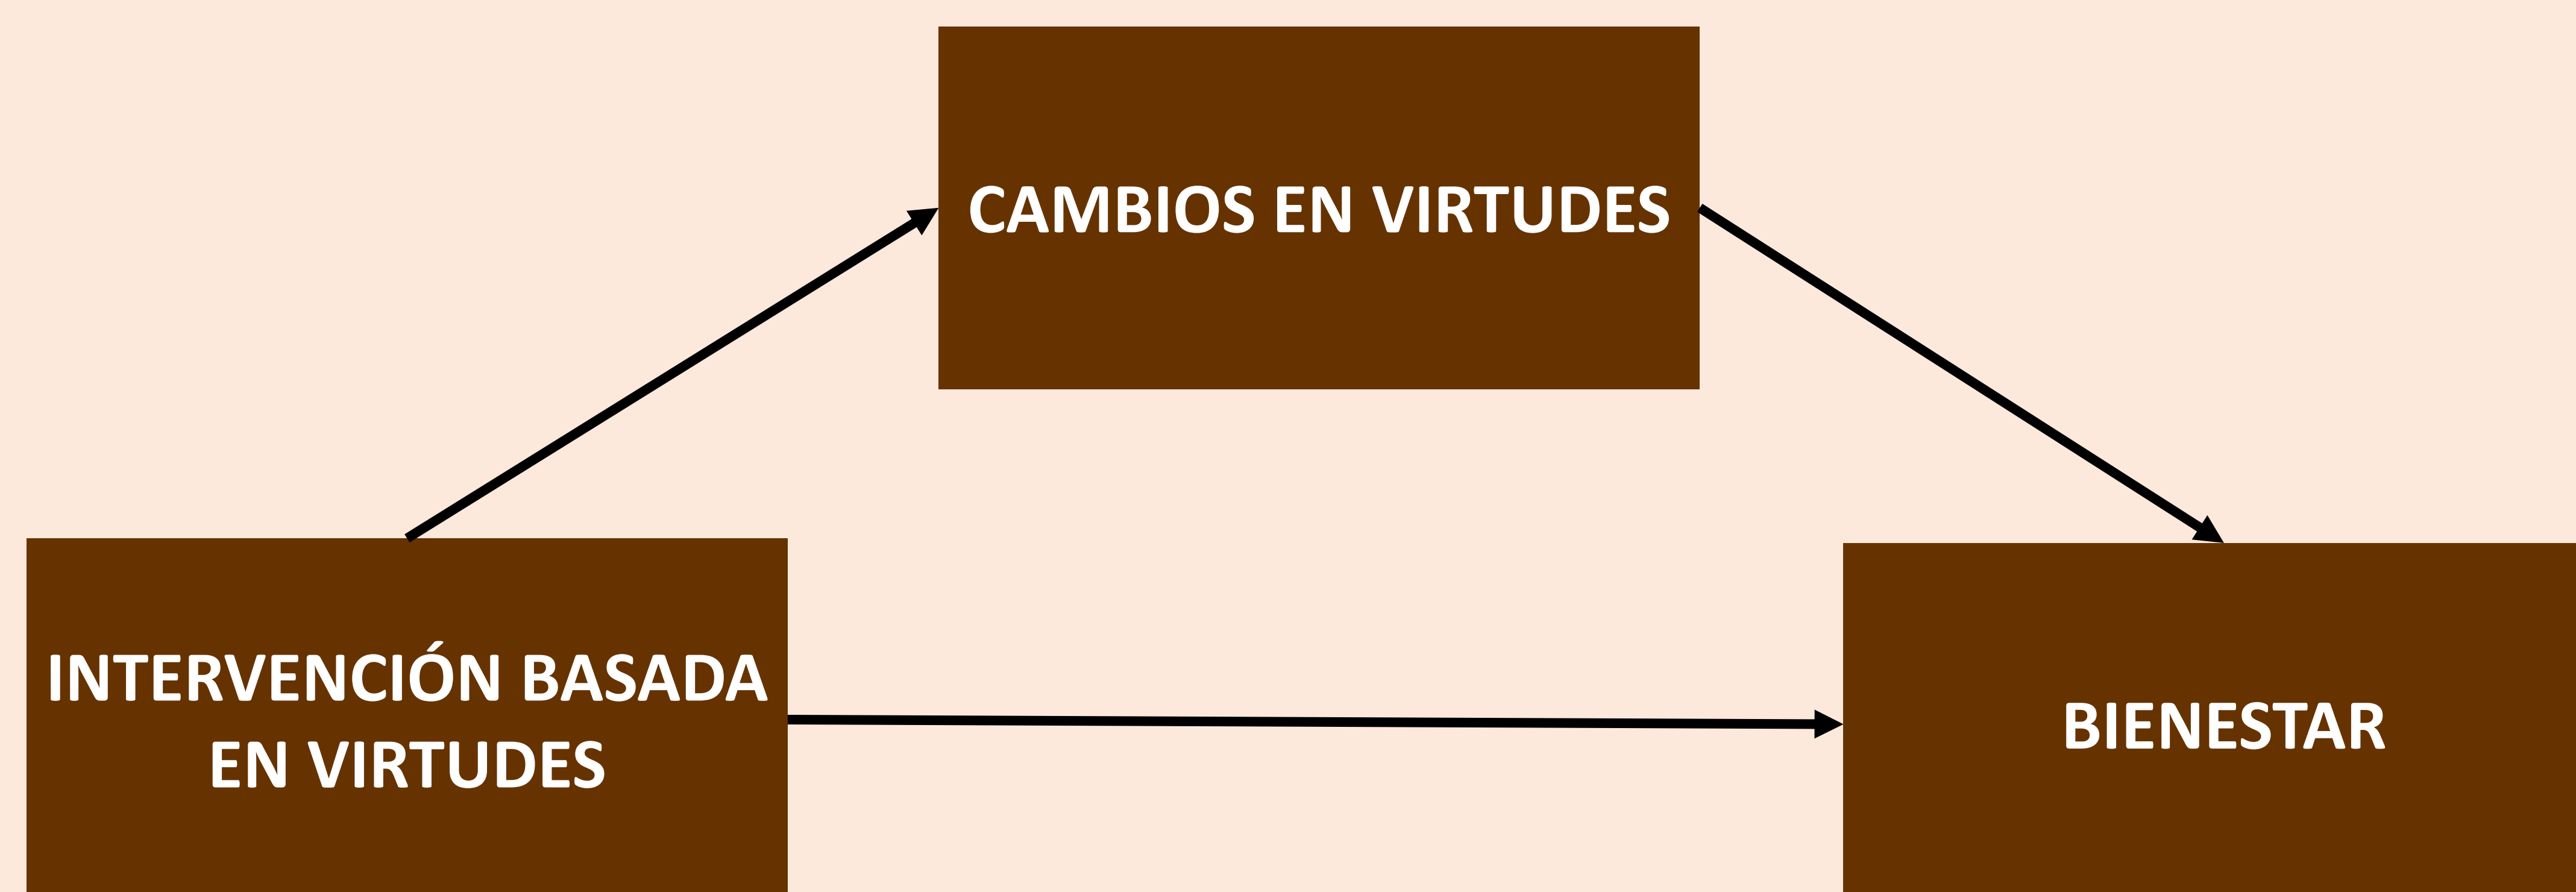 CAMBIOS EN VIRTUDES
INTERVENCIÓN BASADA
EN VIRTUDES
BIENESTAR